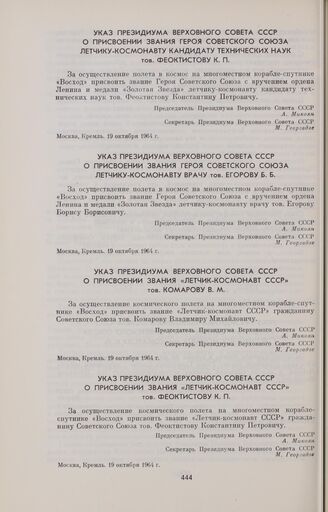 УКАЗ ПРЕЗИДИУМА ВЕРХОВНОГО СОВЕТА СССР
О ПРИСВОЕНИИ ЗВАНИЯ ГЕРОЯ СОВЕТСКОГО СОЮЗА
ЛЕТЧИКУ-КОСМОНАВТУ КАНДИДАТУ ТЕХНИЧЕСКИХ НАУК
тов. ФЕОКТИСТОВУ К. П.
За осуществление полета в космос на многоместном корабле-спутнике
«Восход» присвоить звание Героя Советского Союза с вручением ордена
Ленина и медали «Золотая Звезда» летчику-космонавту кандидату тех-
нических наук тов. Феоктистову Константину Петровичу.
Председатель Президиума Верховного Совета СССР
А. Микоян
Секретарь Президиума Верховного Совета СССР
М. Георгадзе
Москва, Кремль. 19 октября 1964 г.
УКАЗ ПРЕЗИДИУМА ВЕРХОВНОГО СОВЕТА СССР
О ПРИСВОЕНИИ ЗВАНИЯ ГЕРОЯ СОВЕТСКОГО СОЮЗА
ЛЕТЧИКУ-КОСМОНАВТУ ВРАЧУ тов. ЕГОРОВУ Б. Б.
За осуществление полета в космос на многоместном корабле-спутнике
«Восход» присвоить звание Героя Советского Союза с вручением ордена
Ленина и медали «Золотая Звезда» летчику-космонавту врачу тов. Егорову
Борису Борисовичу.
Председатель Президиума Верховного Совета СССР
А. Микоян
Секретарь Президиума Верховного Совета СССР
М. Георгадзе
Москва, Кремль. 19 октября 1964 г.
УКАЗ ПРЕЗИДИУМА ВЕРХОВНОГО СОВЕТА СССР
О ПРИСВОЕНИИ ЗВАНИЯ «ЛЕТЧИК-КОСМОНАВТ СССР»
тов. КОМАРОВУ В. М.
За осуществление космического полета на многоместном корабле-спут-
нике «Восход» присвоить звание «Летчик-космонавт СССР» гражданину
Советского Союза тов. Комарову Владимиру Михайловичу.
Председатель Президиума Верховного Совета СССР
А. Микоян
Секретарь Президиума Верховного Совета СССР
М. Георгадзе
Москва, Кремль. 19 октября 1964 г.
УКАЗ ПРЕЗИДИУМА ВЕРХОВНОГО СОВЕТА СССР
О ПРИСВОЕНИИ ЗВАНИЯ «ЛЕТЧИК-КОСМОНАВТ СССР»
тов. ФЕОКТИСТОВУ К. П.
За осуществление космического полета на многоместном корабле-
спутнике «Восход» присвоить звание «Летчик-космонавт СССР» гражда-
нину Советского Союза тов. Феоктистову Константину Петровичу.
Председатель Президиума Верховного Совета СССР
А. Микоян
Секретарь Президиума Верховного Совета СССР
М. Георгадзе
Москва, Кремль. 19 октября 1964 г.
444